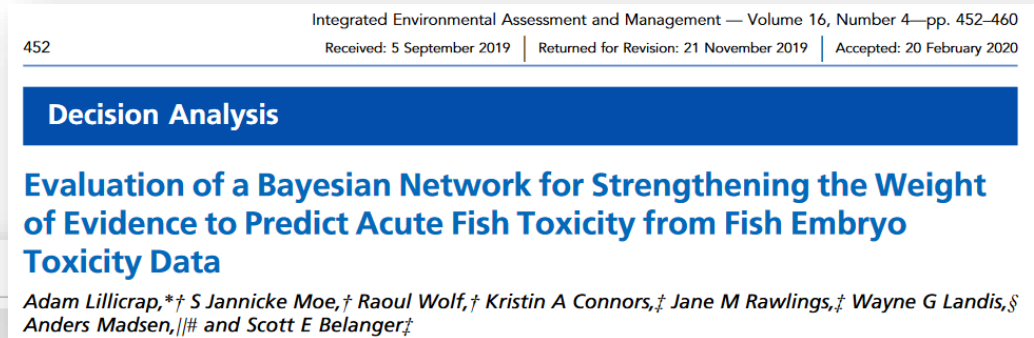 Integrated Environmental Assessment and Management — Volume 16, Number 4—pp. 452–460
452 Received: 5 September 2019 | Returned for Revision: 21 November 2019 | Accepted: 20 February 2020
Decision Analysis
Evaluation of a Bayesian Network for Strengthening the Weight
of Evidence to Predict Acute Fish Toxicity from Fish Embryo
Toxicity Data
Adam Lillicrap,*† S Jannicke Moe,† Raoul Wolf,† Kristin A Connors,‡ Jane M Rawlings,‡ Wayne G Landis,§
Anders Madsen,||# and Scott E Belanger‡